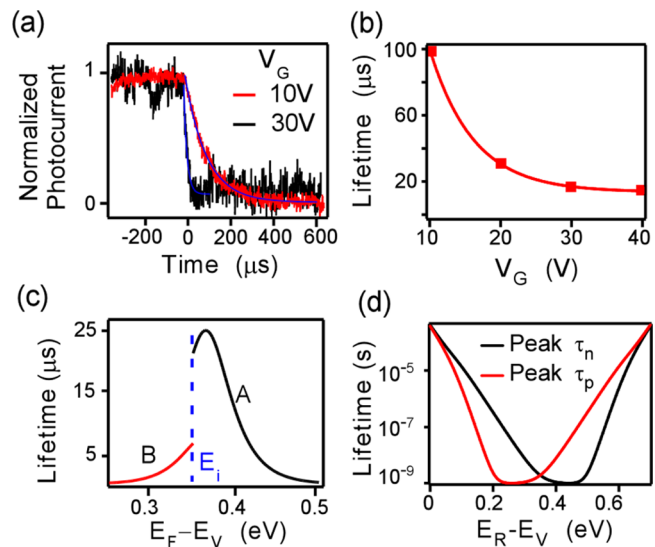 (a)
Normalized
Photocurrent
1
0
V_G
10V
30V
-200 0 200 400 600
Time (μs)
(b)
Lifetime (μs)
100
60
20
10 20 30 40
V_G (V)
(c)
Lifetime (μs)
25
15
5
A
B
E_i
0.3 0.4 0.5
E_F−E_V (eV)
(d)
Lifetime (s)
10^-5
10^-7
10^-9
Peak τ_n
Peak τ_p
0 0.2 0.4 0.6
E_R-E_V (eV)